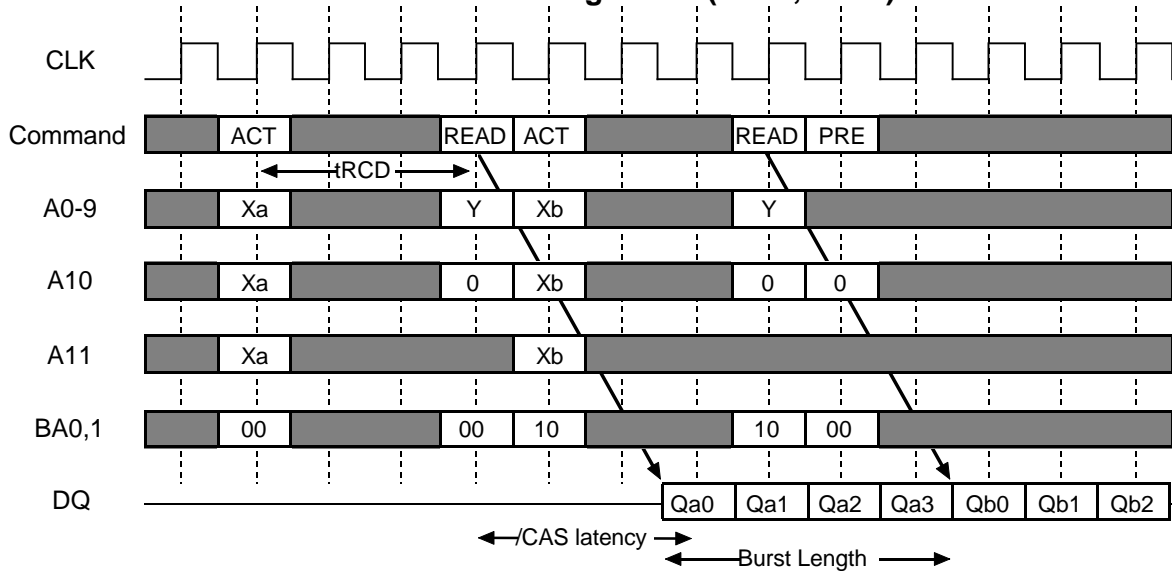 CLK
Command ACT READ ACT READ PRE
tRCD
A0-9 Xa Y Xb Y
A10 Xa 0 Xb 0 0
A11 Xa Xb
BA0,1 00 00 10 10 00
DQ Qa0 Qa1 Qa2 Qa3 Qb0 Qb1 Qb2
/CAS latency
Burst Length